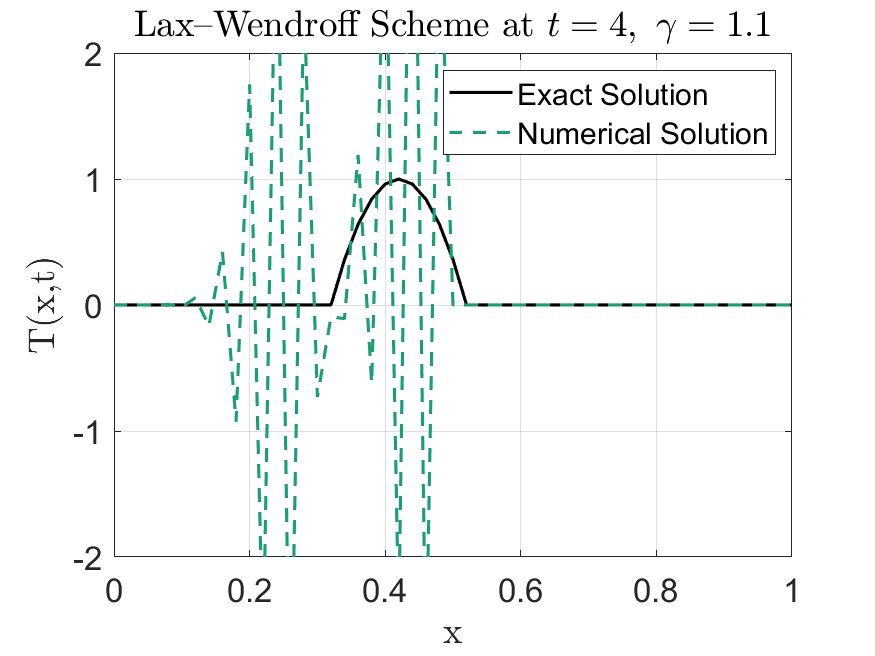 Lax–Wendroff Scheme at t = 4, γ = 1.1
Exact Solution
Numerical Solution
2
1
0
-1
-2
T(x,t)
0 0.2 0.4 0.6 0.8 1
x